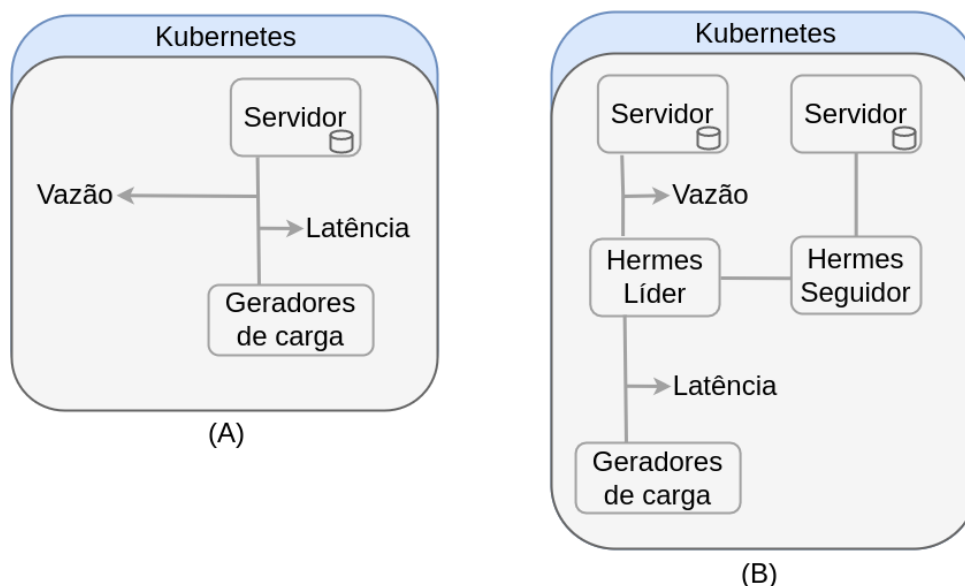 Kubernetes
Servidor
Vazão
Latência
Geradores
de carga
(A)
Kubernetes
Servidor
Servidor
Vazão
Hermes
Líder
Hermes
Seguidor
Latência
Geradores
de carga
(B)